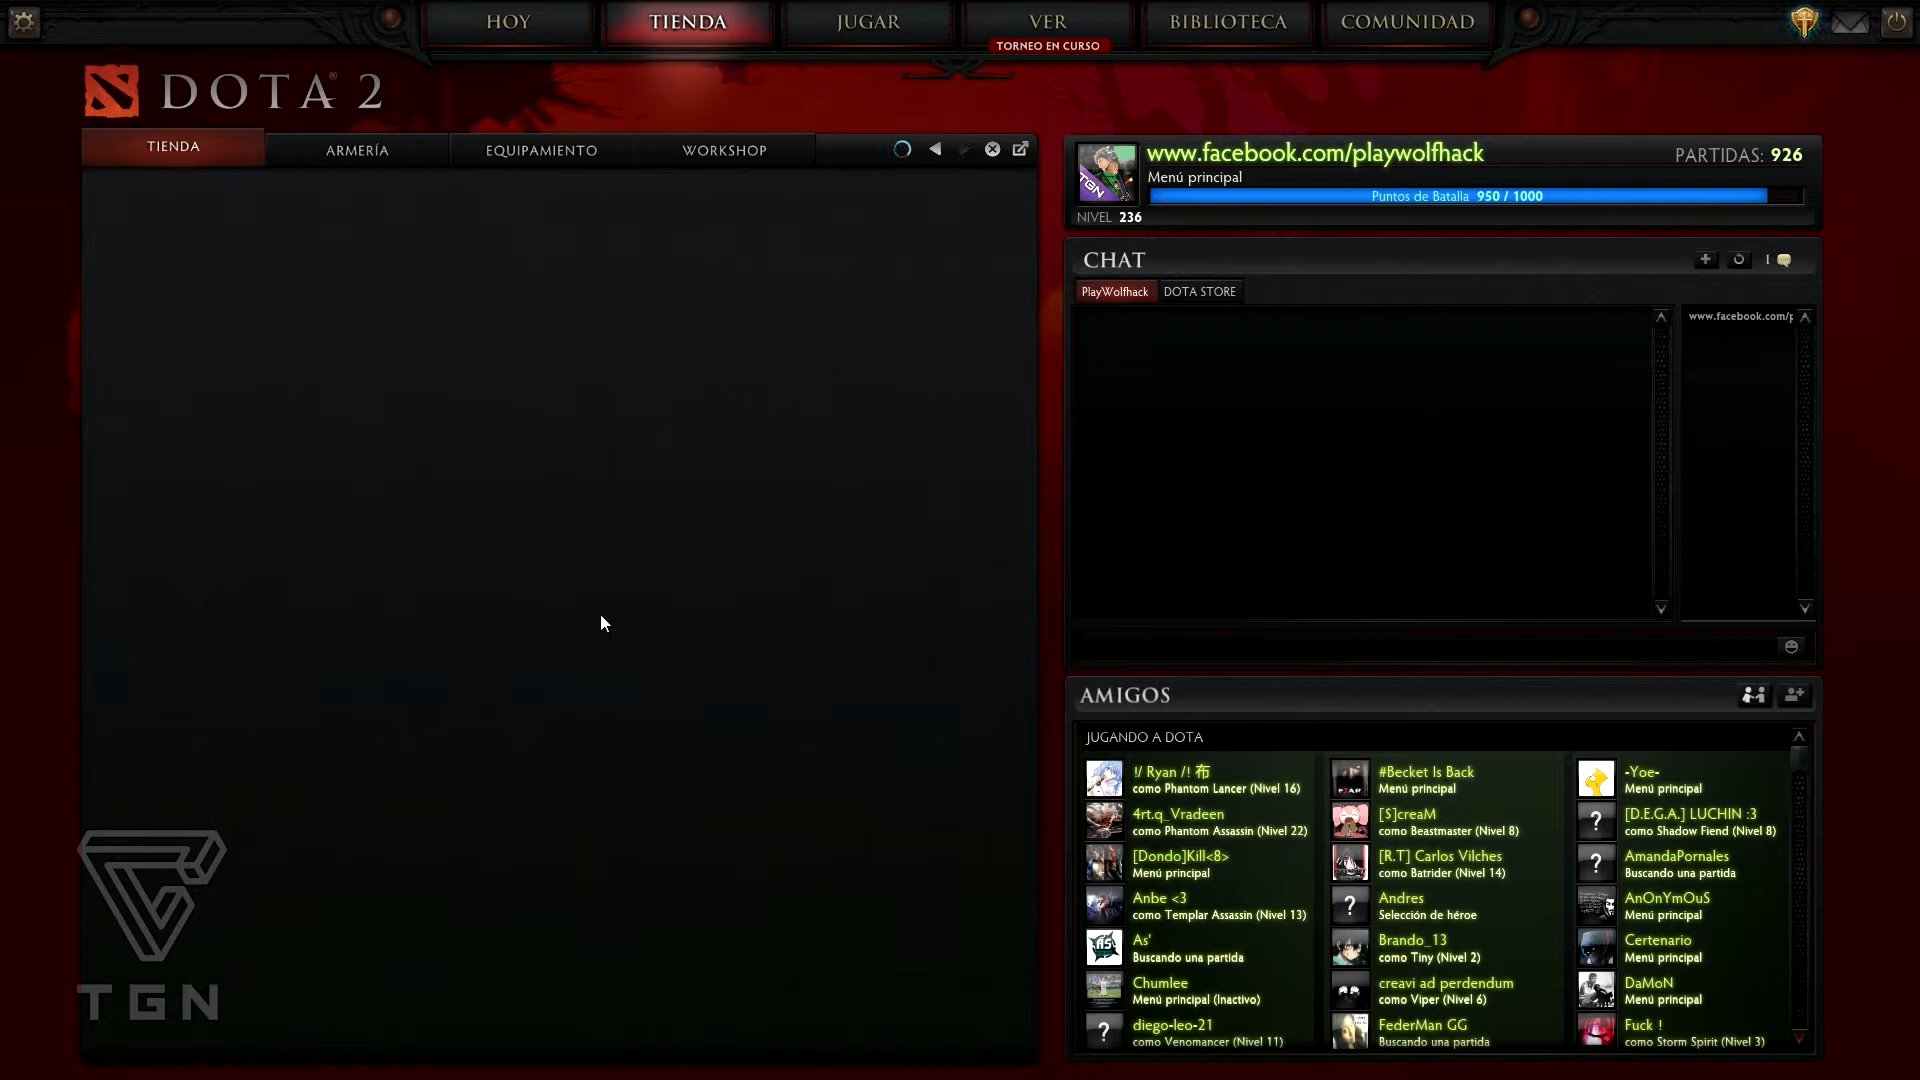 HOY
TIENDA
JUGAR
VER
TORNEO EN CURSO
BIBLIOTECA
COMUNIDAD
DOTA® 2
TIENDA
ARMERÍA
EQUIPAMIENTO
WORKSHOP
www.facebook.com/playwolfhack
PARTIDAS: 926
Menú principal
Puntos de Batalla 950 / 1000
TGN
NIVEL 236
CHAT
1
PlayWolfhack
DOTA STORE
www.facebook.com/p
AMIGOS
JUGANDO A DOTA
!/ Ryan /! 布
como Phantom Lancer (Nivel 16)
#Becket Is Back
Menú principal
-Yoe-
Menú principal
4rt.q_Vradeen
como Phantom Assassin (Nivel 22)
[S]creaM
como Beastmaster (Nivel 8)
[D.E.G.A.] LUCHIN :3
como Shadow Fiend (Nivel 8)
[Dondo]Kill<8>
Menú principal
[R.T] Carlos Vilches
como Batrider (Nivel 14)
AmandaPornales
Buscando una partida
Anbe <3
como Templar Assassin (Nivel 13)
Andres
Selección de héroe
AnOnYmOuS
Menú principal
As'
Buscando una partida
Brando_13
como Tiny (Nivel 2)
Certenario
Menú principal
Chumlee
Menú principal (Inactivo)
creavi ad perdendum
como Viper (Nivel 6)
DaMoN
Menú principal
diego-leo-21
como Venomancer (Nivel 11)
FederMan GG
Buscando una partida
Fuck !
como Storm Spirit (Nivel 3)
TGN